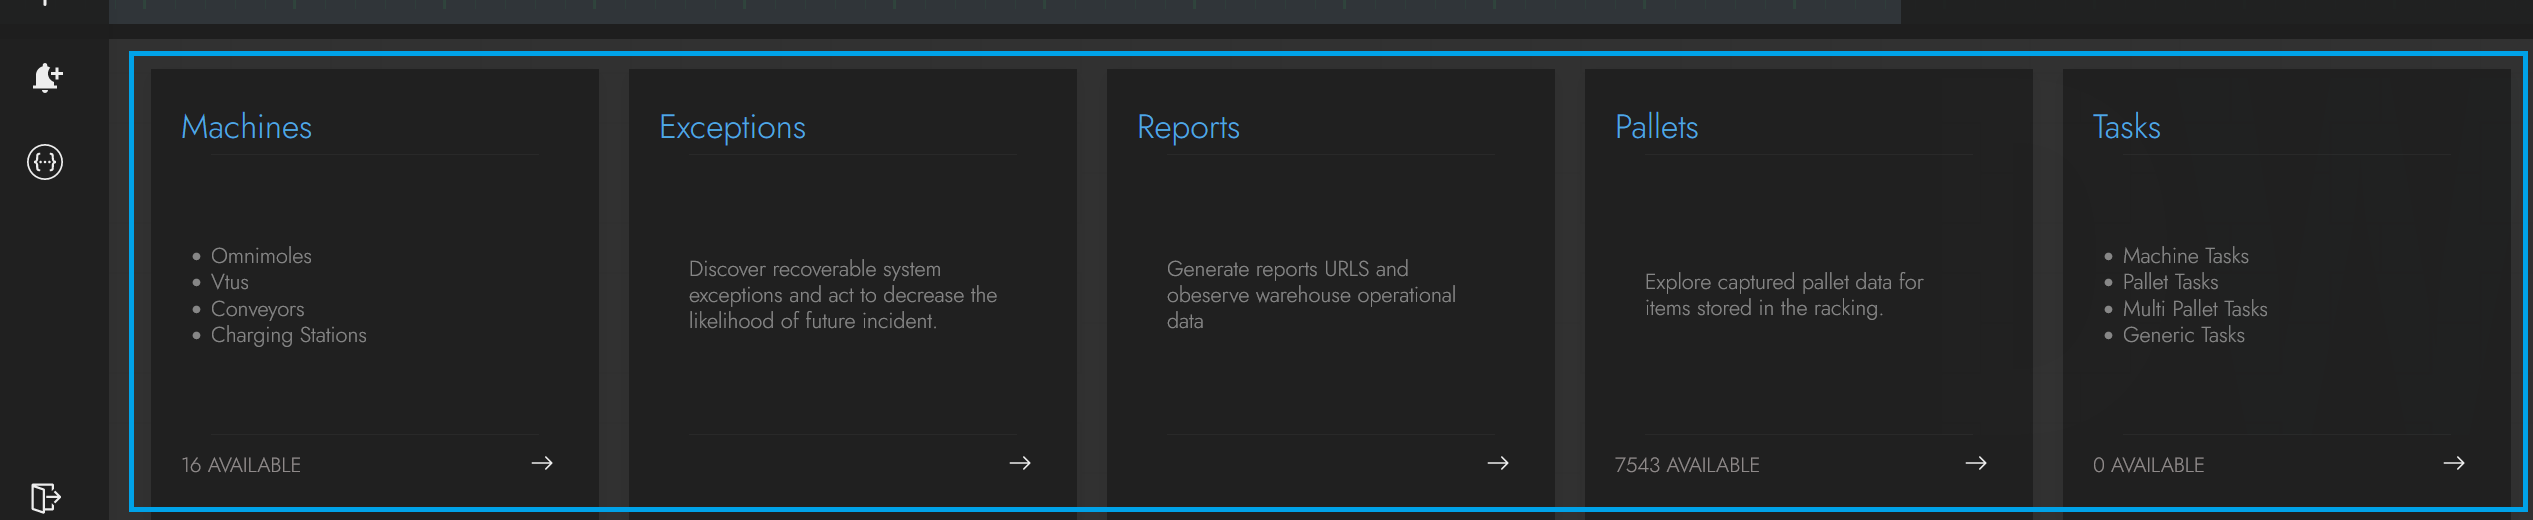 Machines
Omnimoles
Vtus
Conveyors
Charging Stations
16 AVAILABLE
Exceptions
Discover recoverable system
exceptions and act to decrease the
likelihood of future incident.
Reports
Generate reports URLS and
obeserve warehouse operational
data
Pallets
Explore captured pallet data for
items stored in the racking.
7543 AVAILABLE
Tasks
Machine Tasks
Pallet Tasks
Multi Pallet Tasks
Generic Tasks
0 AVAILABLE